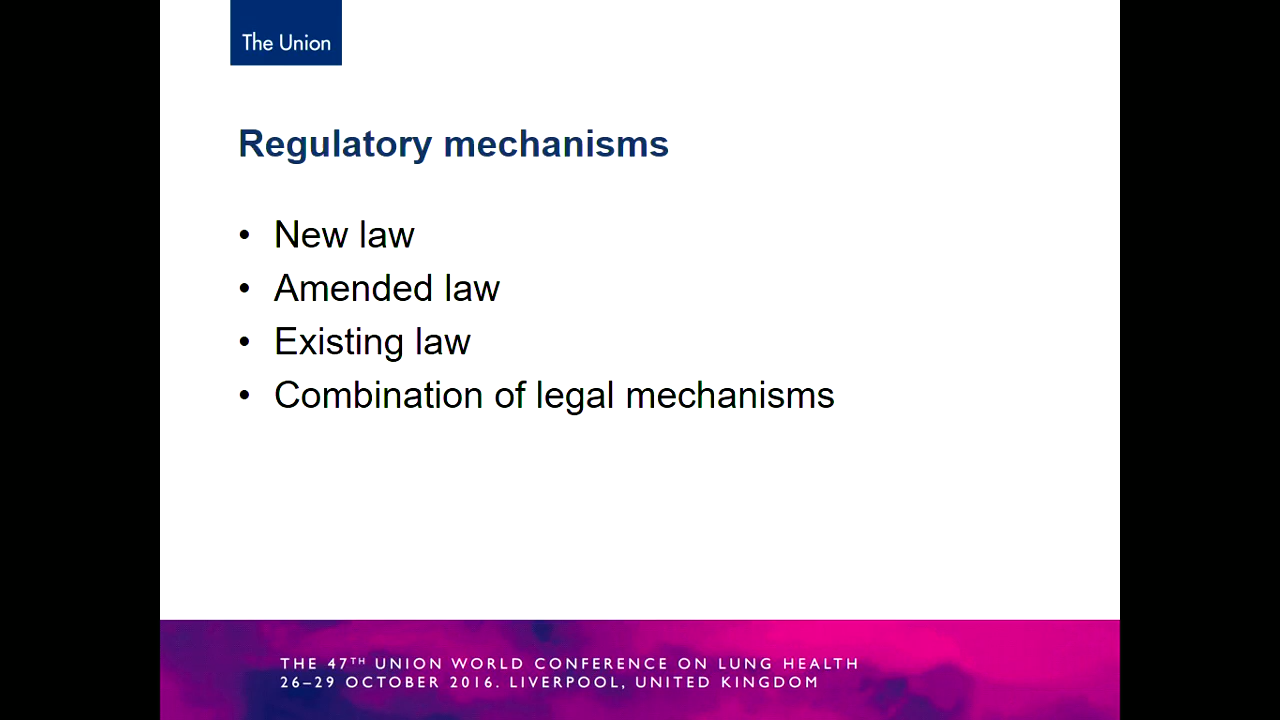 The Union
Regulatory mechanisms
• New law
• Amended law
• Existing law
• Combination of legal mechanisms
THE 47TH UNION WORLD CONFERENCE ON LUNG HEALTH
26–29 OCTOBER 2016. LIVERPOOL, UNITED KINGDOM